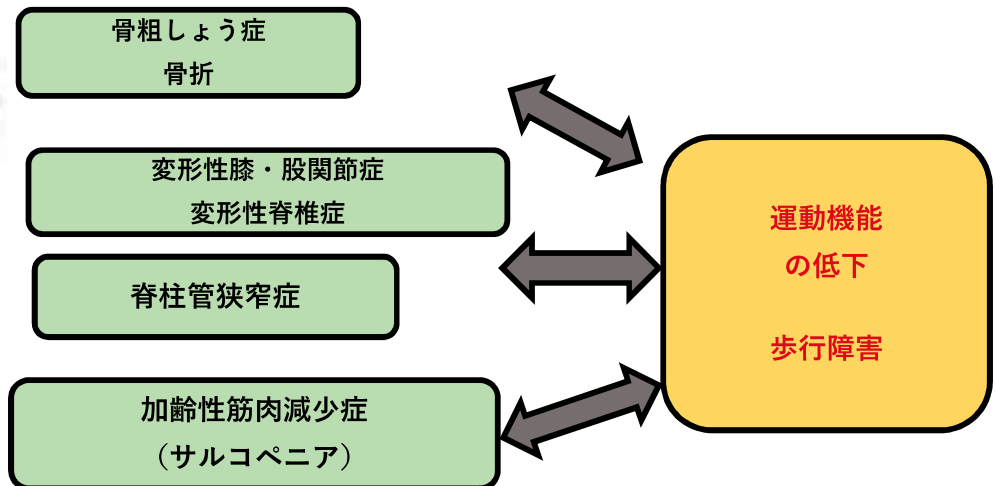 骨粗しょう症
骨折
変形性膝・股関節症
変形性脊椎症
脊柱管狭窄症
加齢性筋肉減少症
（サルコペニア）
運動機能
の低下
歩行障害